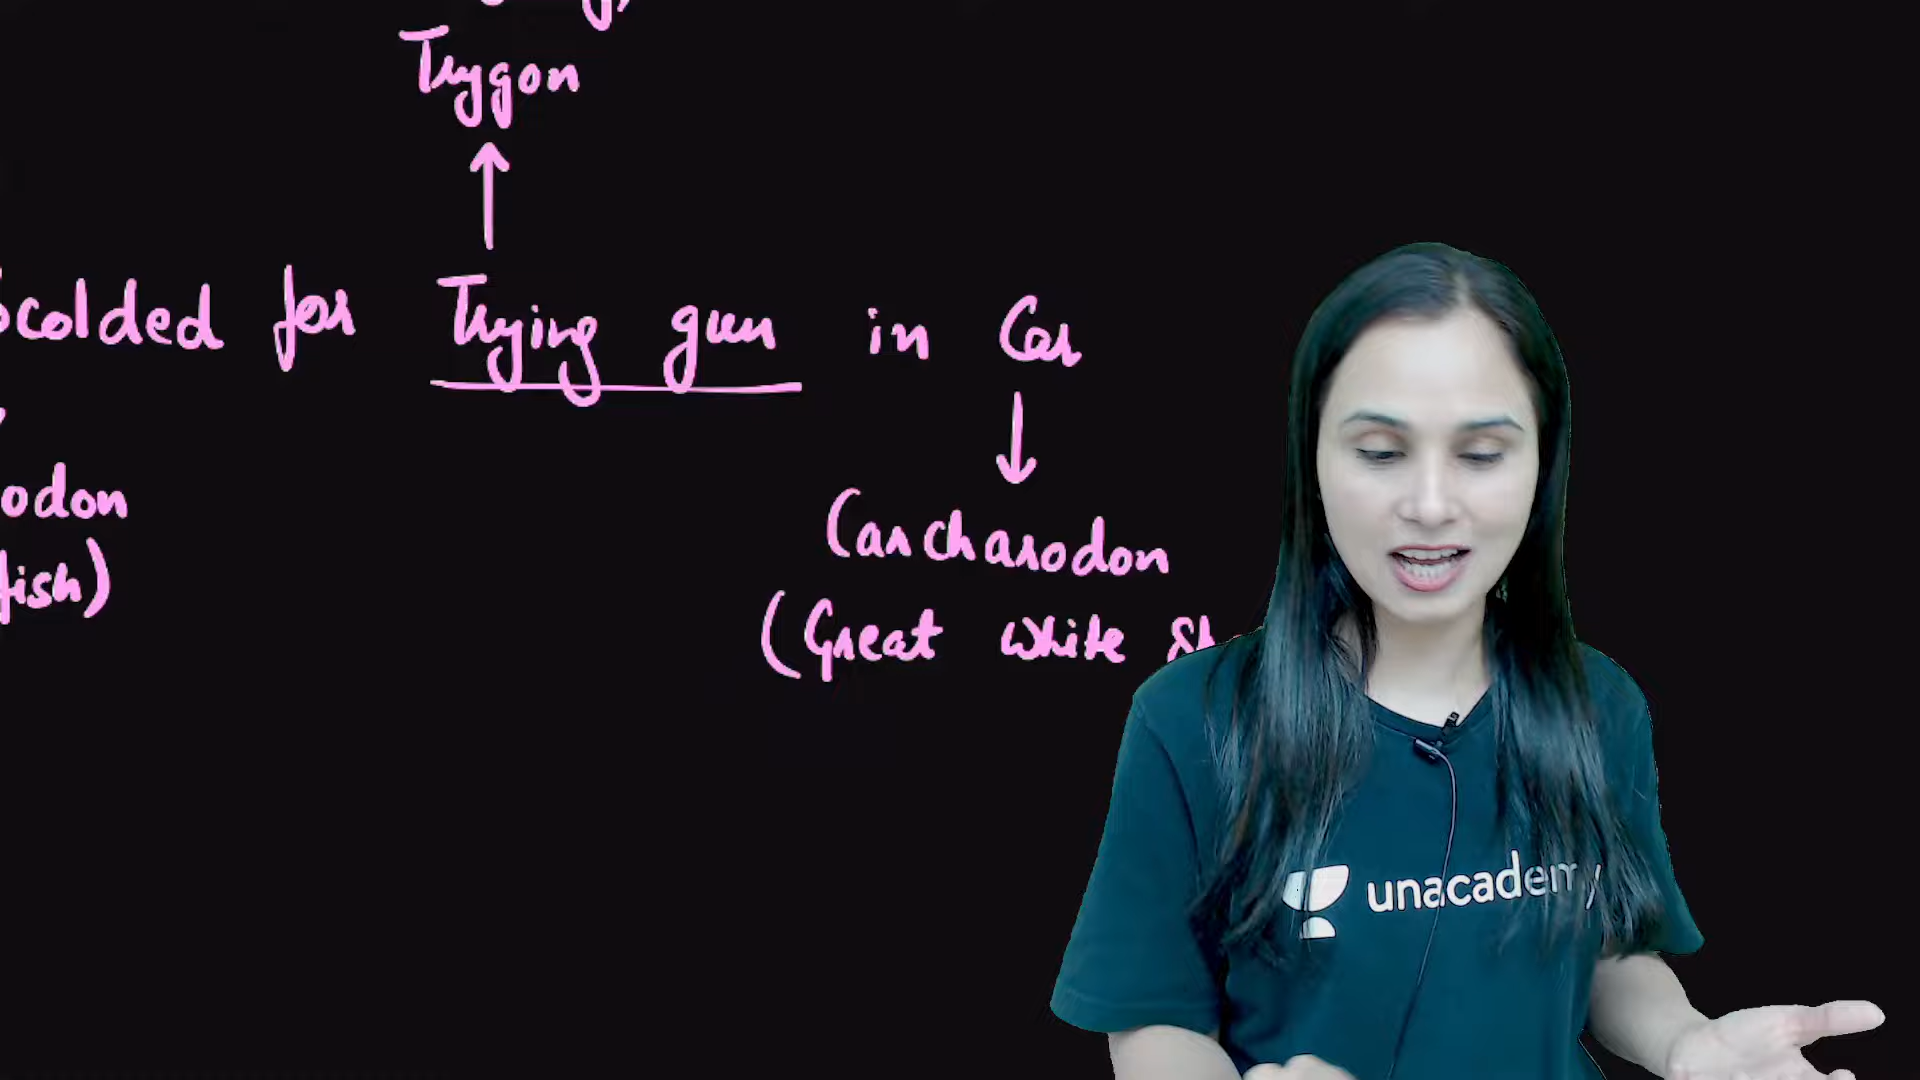 Trygon
scolded for Trying gun in Car
odon
fish)
Carcharodon
(Great white
unacademy